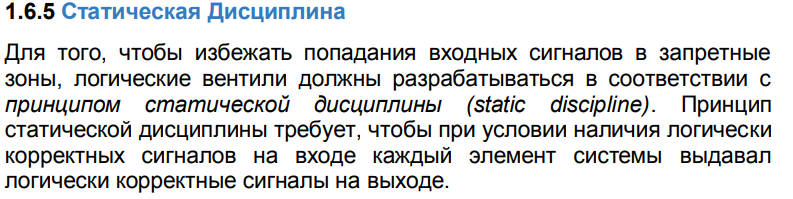 1.6.5 Статическая Дисциплина
Для того, чтобы избежать попадания входных сигналов в запретные
зоны, логические вентили должны разрабатываться в соответствии с
принципом статической дисциплины (static discipline). Принцип
статической дисциплины требует, чтобы при условии наличия логически
корректных сигналов на входе каждый элемент системы выдавал
логически корректные сигналы на выходе.